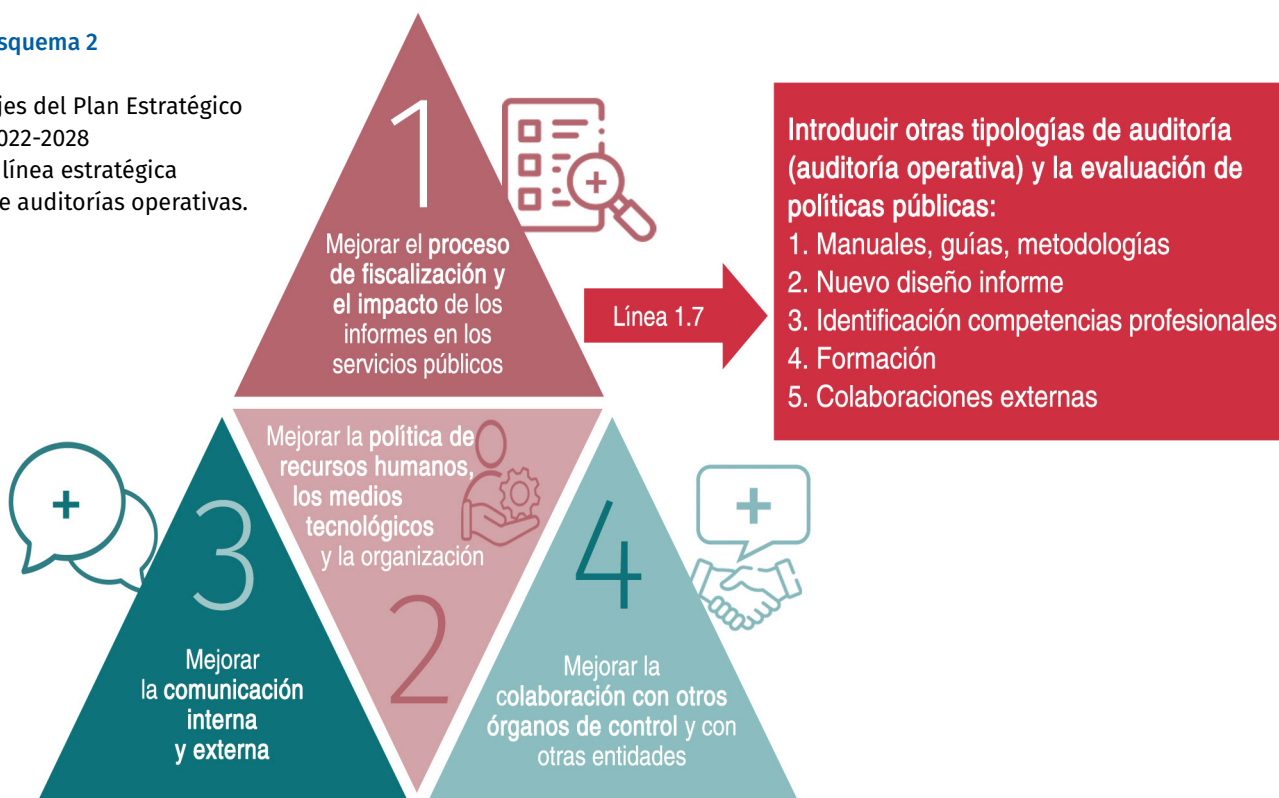 squema 2
jes del Plan Estratégico
022-2028
línea estratégica
e auditorías operativas.
1
Mejorar el proceso
de fiscalización y
el impacto de los
informes en los
servicios públicos
Línea 1.7
Introducir otras tipologías de auditoría
(auditoría operativa) y la evaluación de
políticas públicas:
1. Manuales, guías, metodologías
2. Nuevo diseño informe
3. Identificación competencias profesionales
4. Formación
5. Colaboraciones externas
Mejorar la política de
recursos humanos,
los medios
tecnológicos
y la organización
2
3
Mejorar
la comunicación
interna
y externa
4
Mejorar la
colaboración con otros
órganos de control y con
otras entidades